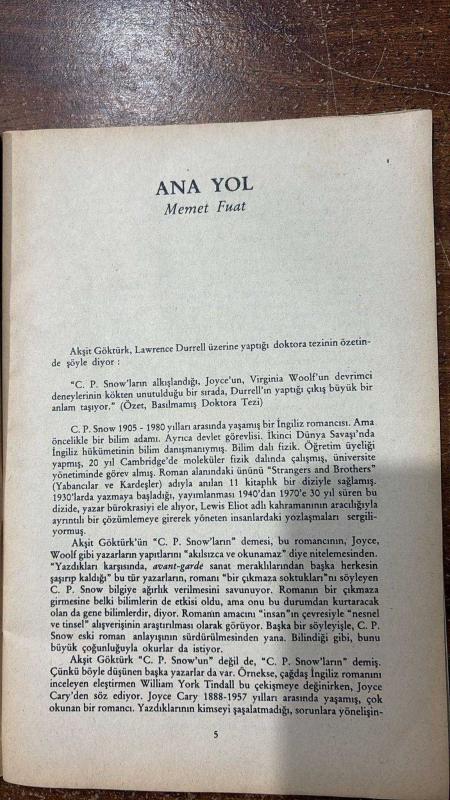 ANA YOL
Memet Fuat
Akşit Göktürk, Lawrence Durrell üzerine yaptığı doktora tezinin özetin-
de şöyle diyor :
"C. P. Snow'ların alkışlandığı, Joyce'un, Virginia Woolf'un devrimci
deneylerinin kökten unutulduğu bir sırada, Durrell'ın yaptığı çıkış büyük bir
anlam taşıyor." (Özet, Basılmamış Doktora Tezi)
C. P. Snow 1905 - 1980 yılları arasında yaşamış bir İngiliz romancısı. Ama
öncelikle bir bilim adamı. Ayrıca devlet görevlisi. İkinci Dünya Savaşı'nda
İngiliz hükümetinin bilim danışmanıymış. Bilim dalı fizik. Öğretim üyeliği
yapmış, 20 yıl Cambridge'de moleküler fizik dalında çalışmış, üniversite
yönetiminde görev almış. Roman alanındaki ününü "Strangers and Brothers"
(Yabancılar ve Kardeşler) adıyla anılan 11 kitaplık bir diziyle sağlamış.
1930'larda yazmaya başladığı, yayımlanması 1940'dan 1970'e 30 yıl süren bu
dizide, yazar bürokrasiyi ele alıyor, Lewis Eliot adlı kahramanının aracılığıyla
ayrıntılı bir çözümlemeye girerek yöneten insanlardaki yozlaşmaları sergili-
yormuş.
Akşit Göktürk'ün "C. P. Snow'ların" demesi, bu romancının, Joyce,
Woolf gibi yazarların yapıtlarını "akılsızca ve okunamaz" diye nitelemesinden.
"Yazdıkları karşısında, avant-garde sanat meraklılarından başka herkesin
şaşırıp kaldığı" bu tür yazarların, romanı "bir çıkmaza soktukları"nı söyleyen
C. P. Snow bilgiye ağırlık verilmesini savunuyor. Romanın bir çıkmaza
girmesine belki bilimlerin de etkisi oldu, ama onu bu durumdan kurtaracak
olan da gene bilimlerdir, diyor. Romanın amacını "insan"ın çevresiyle "nesnel
ve tinsel" alışverişinin araştırılması olarak görüyor. Başka bir söyleyişle, C. P.
Snow eski roman anlayışının sürdürülmesinden yana. Bilindiği gibi, bunu
büyük çoğunluğuyla okurlar da istiyor.
Akşit Göktürk "C. P. Snow'un" değil de, "C. P. Snow'ların" demiş.
Çünkü böyle düşünen başka yazarlar da var. Örnekse, çağdaş İngiliz romanını
inceleyen eleştirmen William York Tindall bu çekişmeye değinirken, Joyce
Cary'den söz ediyor. Joyce Cary 1888-1957 yılları arasında yaşamış, çok
okunan bir romancı. Yazdıklarının kimseyi şaşalatmadığı, sorunlara yönelişin-
5